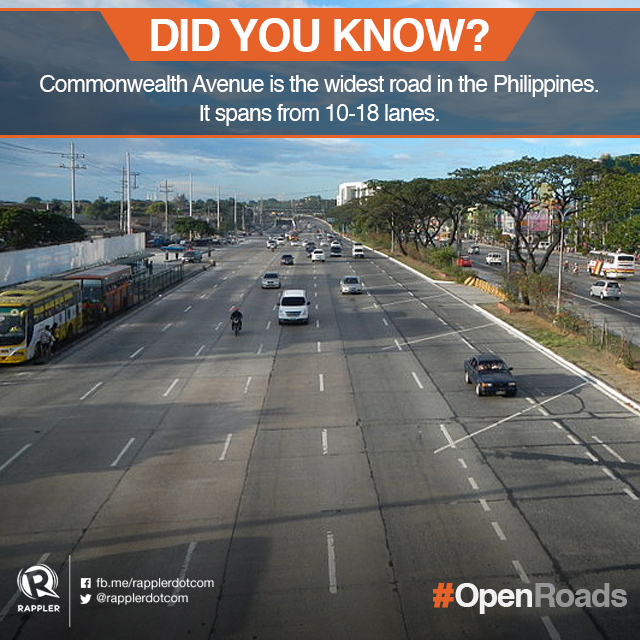 DID YOU KNOW?
Commonwealth Avenue is the widest road in the Philippines.
It spans from 10-18 lanes.
R
RAPPLER
fb.me/rapplerdotcom
@rapplerdotcom
#OpenRoads